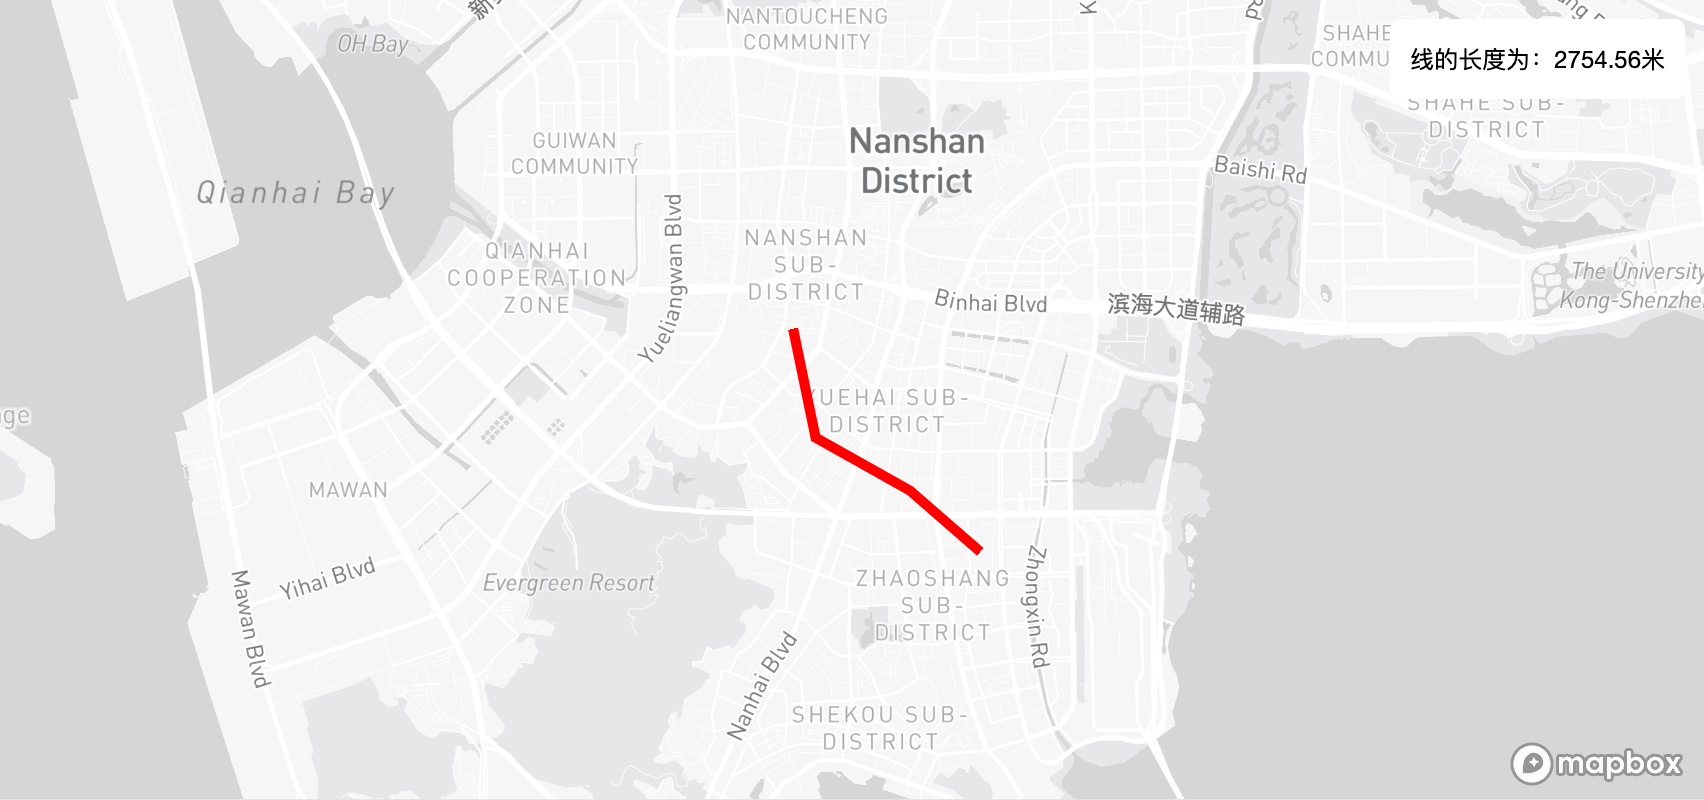 NANTOUCHENG
COMMUNITY
OH Bay
SHAHE
COMMU
线的长度为：2754.56米
SHAHE SUB-
DISTRICT
GUIWAN
COMMUNITY
Nanshan
District
Baishi Rd
Qianhai Bay
Yueliangwan Blvd
NANSHAN
SUB-
DISTRICT
QIANHAI
COOPERATION
ZONE
Binhai Blvd
滨海大道辅路
The University
Kong-Shenzhe
YUEHAI SUB-
DISTRICT
MAWAN
Yihai Blvd
Mawan Blvd
Evergreen Resort
ZHAOSHANG
SUB-
DISTRICT
Zhongxin Rd
Nanhai Blvd
SHEKOU SUB-
DISTRICT
mapbox